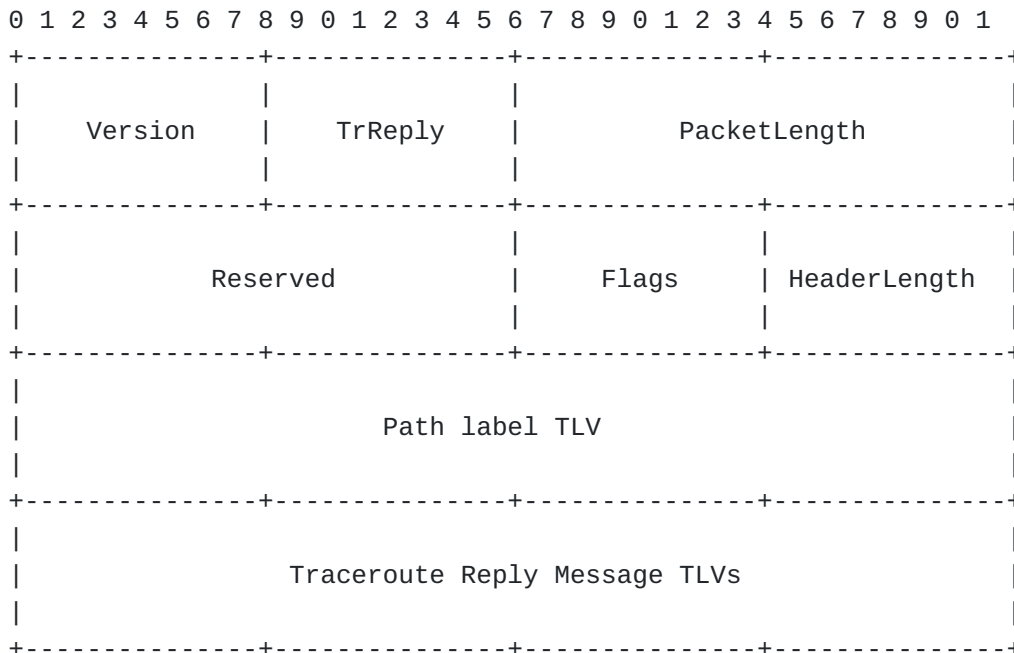 0 1 2 3 4 5 6 7 8 9 0 1 2 3 4 5 6 7 8 9 0 1 2 3 4 5 6 7 8 9 0 1
+---------------+---------------+---------------+---------------+
| | | |
| Version | TrReply | PacketLength |
| | | |
+---------------+---------------+---------------+---------------+
| | | |
| Reserved | Flags | HeaderLength |
| | | |
+---------------+---------------+---------------+---------------+
| |
| Path label TLV |
| |
+---------------+---------------+---------------+---------------+
| |
| Traceroute Reply Message TLVs |
| |
+---------------+---------------+---------------+---------------+